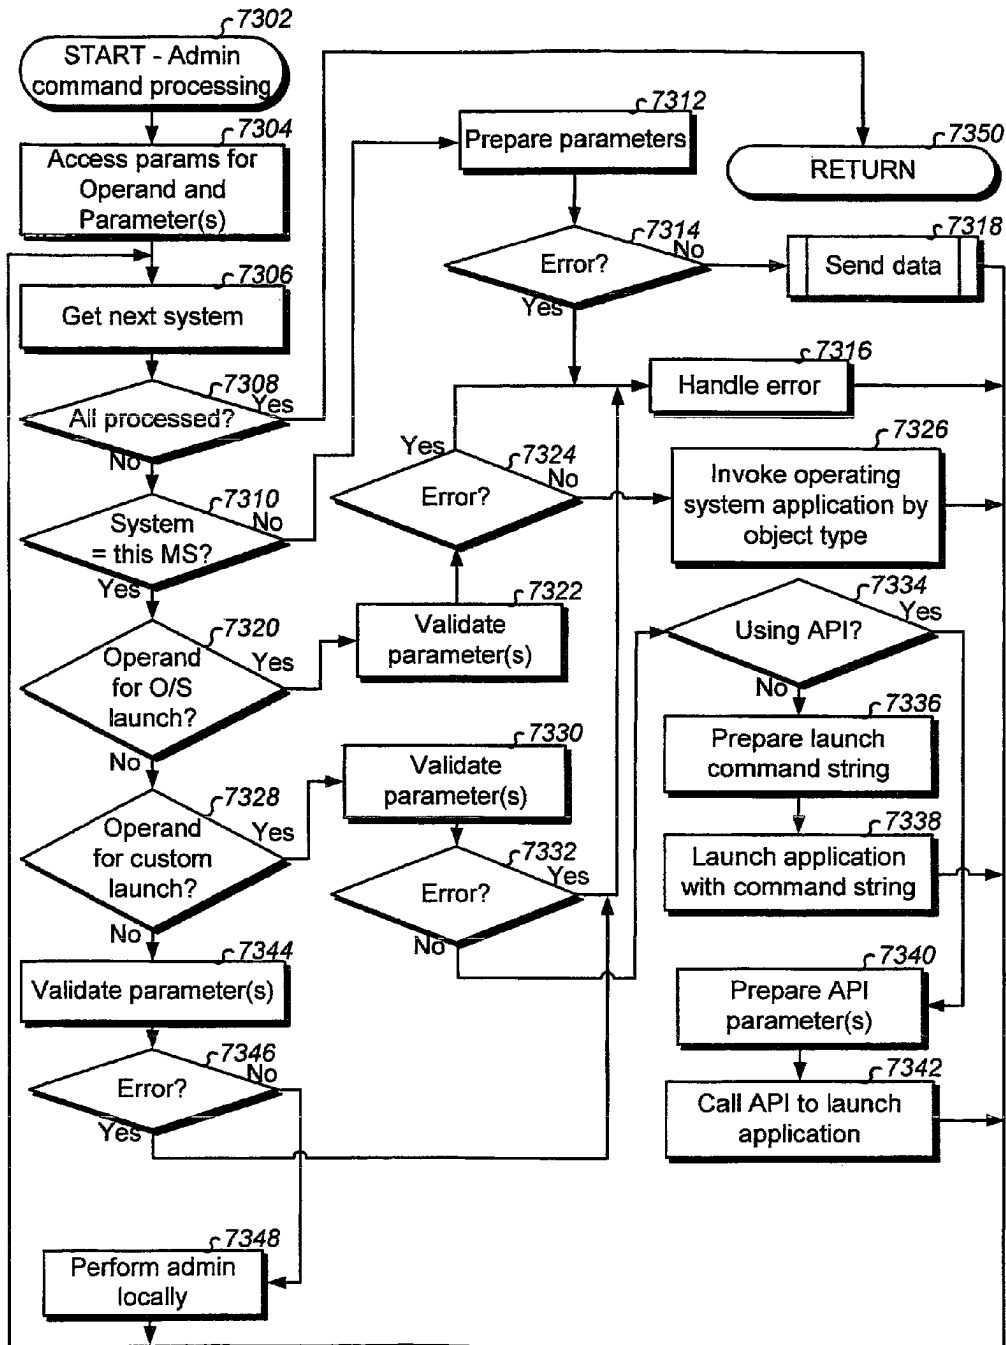 7302
START - Admin
command processing
7304
Access params for
Operand and
Parameter(s)
7306
Get next system
7308
All processed?
Yes
No
7310
System
= this MS?
No
Yes
7312
Prepare parameters
7314
Error?
No
Yes
7350
RETURN
7318
Send data
7316
Handle error
7320
Operand
for O/S
launch?
Yes
No
7322
Validate
parameter(s)
7324
Error?
Yes
No
7326
Invoke operating
system application by
object type
7328
Operand
for custom
launch?
Yes
No
7330
Validate
parameter(s)
7332
Error?
Yes
No
7334
Using API?
Yes
No
7336
Prepare launch
command string
7338
Launch application
with command string
7340
Prepare API
parameter(s)
7342
Call API to launch
application
7344
Validate parameter(s)
7346
Error?
No
Yes
7348
Perform admin
locally